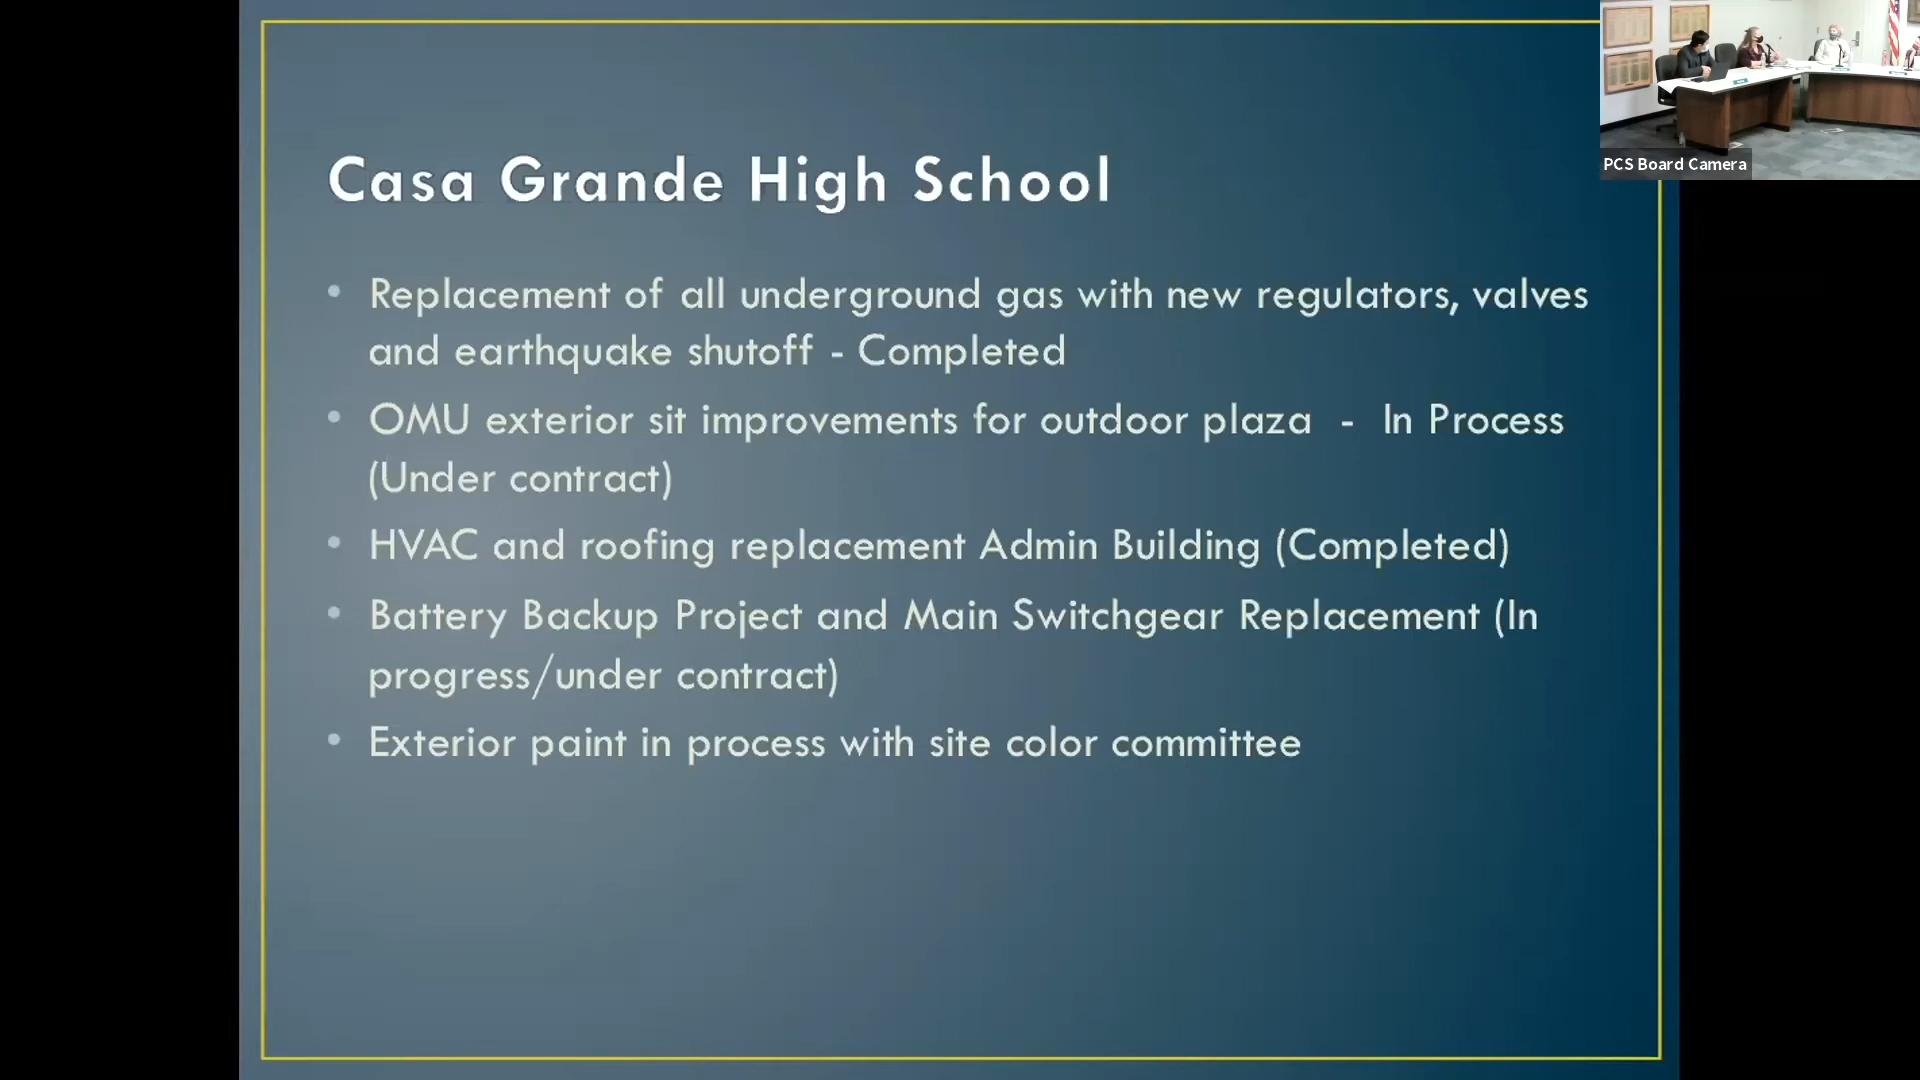 Casa Grande High School
• Replacement of all underground gas with new regulators, valves
and earthquake shutoff - Completed
• OMU exterior sit improvements for outdoor plaza - In Process
(Under contract)
• HVAC and roofing replacement Admin Building (Completed)
• Battery Backup Project and Main Switchgear Replacement (In
progress/under contract)
• Exterior paint in process with site color committee
PCS Board Camera